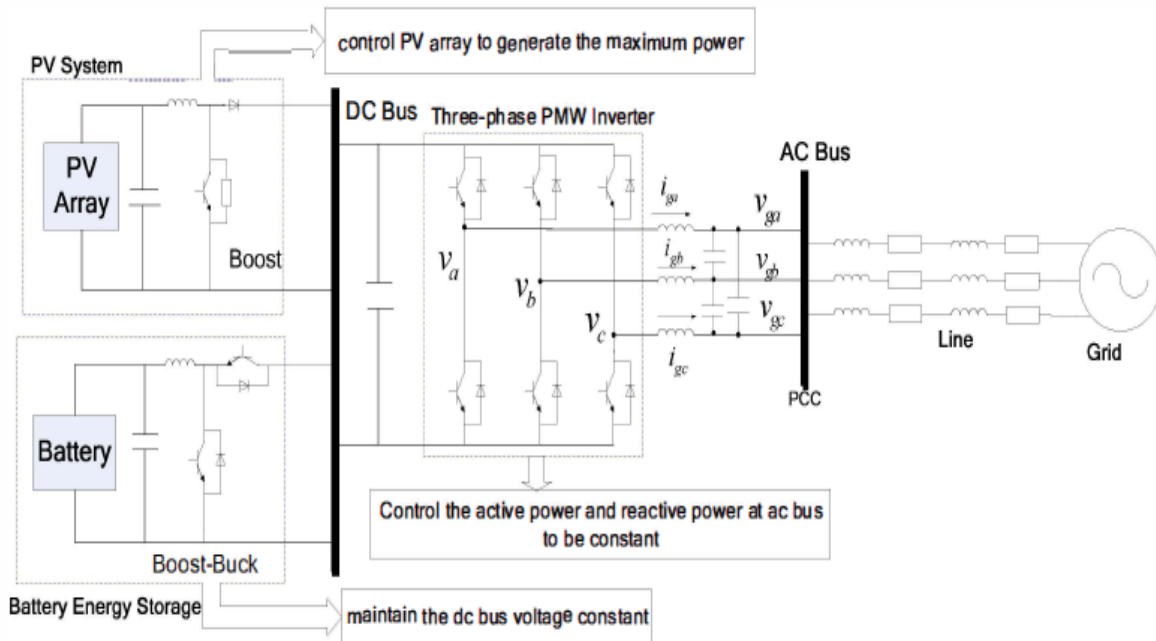 control PV array to generate the maximum power
PV System
DC Bus
Three-phase PMW Inverter
AC Bus
PV
Array
Boost
i_ga
v_ga
v_a
i_gb
v_gb
v_b
v_c
v_gc
i_gc
Line
Grid
PCC
Battery
Boost-Buck
Control the active power and reactive power at ac bus
to be constant
Battery Energy Storage
maintain the dc bus voltage constant